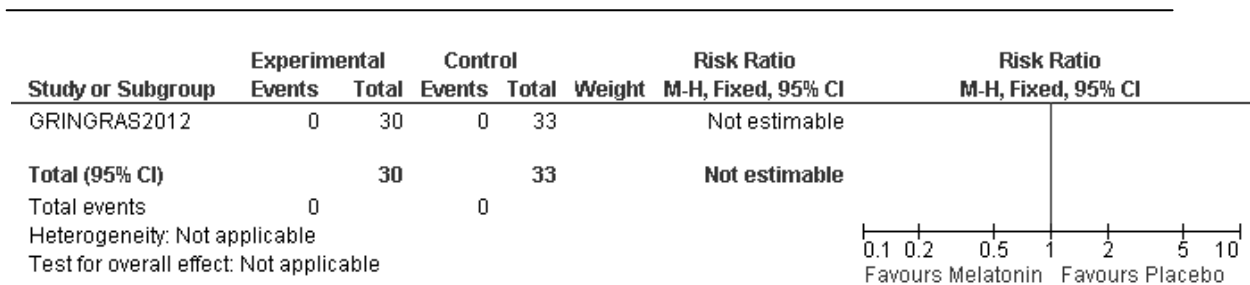 Experimental Control Risk Ratio Risk Ratio
Study or Subgroup Events Total Events Total Weight M-H, Fixed, 95% CI M-H, Fixed, 95% CI
GRINGRAS2012 0 30 0 33 Not estimable
Total (95% CI) 30 33 Not estimable
Total events 0 0
Heterogeneity: Not applicable
Test for overall effect: Not applicable
0.1 0.2 0.5 1 2 5 10
Favours Melatonin Favours Placebo